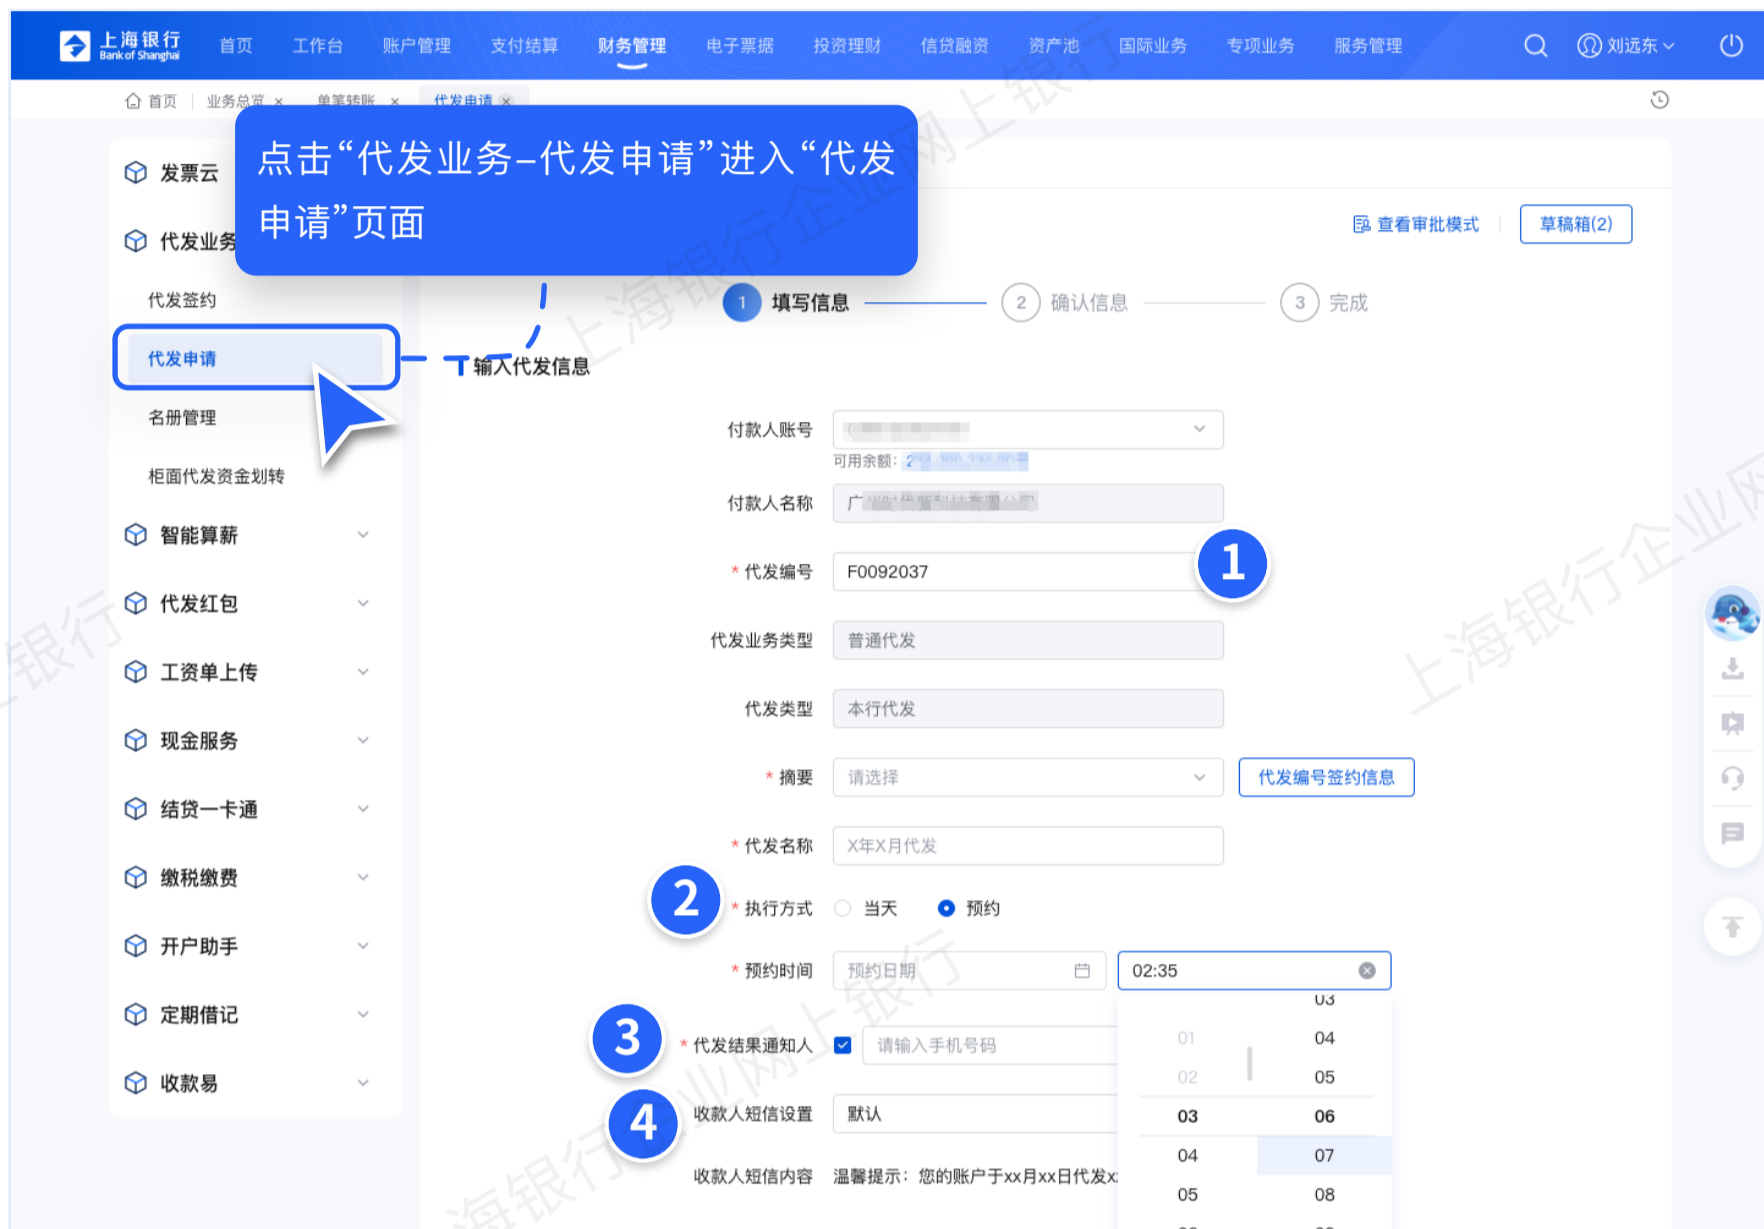 上海银行
Bank of Shanghai
首页 工作台 账户管理 支付结算 财务管理 电子票据 投资理财 信贷融资 资产池 国际业务 专项业务 服务管理 刘远东
首页 业务总览 × 单笔转账 × 代发申请 ×
点击“代发业务–代发申请”进入“代发
申请”页面
发票云
代发业务
代发签约
代发申请
名册管理
柜面代发资金划转
智能算薪
代发红包
工资单上传
现金服务
结贷一卡通
缴税缴费
开户助手
定期借记
收款易
查看审批模式 草稿箱(2)
1 填写信息 2 确认信息 3 完成
输入代发信息
付款人账号
可用余额:
付款人名称
* 代发编号 F0092037
1
代发业务类型 普通代发
代发类型 本行代发
* 摘要 请选择 代发编号签约信息
* 代发名称 X年X月代发
2
* 执行方式 当天 预约
* 预约时间 预约日期 02:35
3
* 代发结果通知人 请输入手机号码
4
收款人短信设置 默认
收款人短信内容 温馨提示：您的账户于xx月xx日代发x
03
01 04
02 05
03 06
04 07
05 08
上海银行企业网上银行